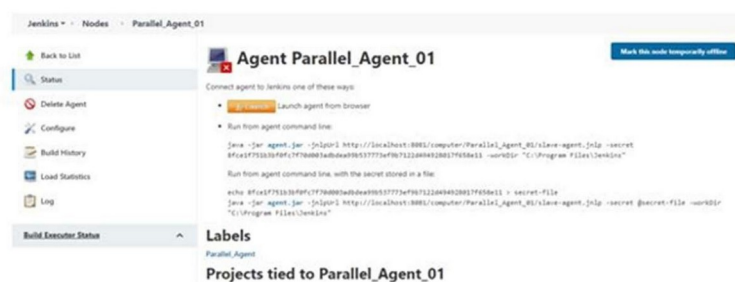 Jenkins Nodes Parallel_Agent_01
Back to List
Status
Delete Agent
Configure
Build History
Load Statistics
Log
Build Executor Status
Agent Parallel_Agent_01
Mark this node temporarily offline
Connect agent to Jenkins one of these ways:
Launch Launch agent from browser
Run from agent command line:
java -jar agent.jar -jnlpUrl http://localhost:8081/computer/Parallel_Agent_01/slave-agent.jnlp -secret
-workDir "C:\Program Files\Jenkins"
Run from agent command line, with the secret stored in a file:
echo > secret-file
java -jar agent.jar -jnlpUrl http://localhost:8081/computer/Parallel_Agent_01/slave-agent.jnlp -secret @secret-file -workDir
"C:\Program Files\Jenkins"
Labels
Parallel_Agent
Projects tied to Parallel_Agent_01